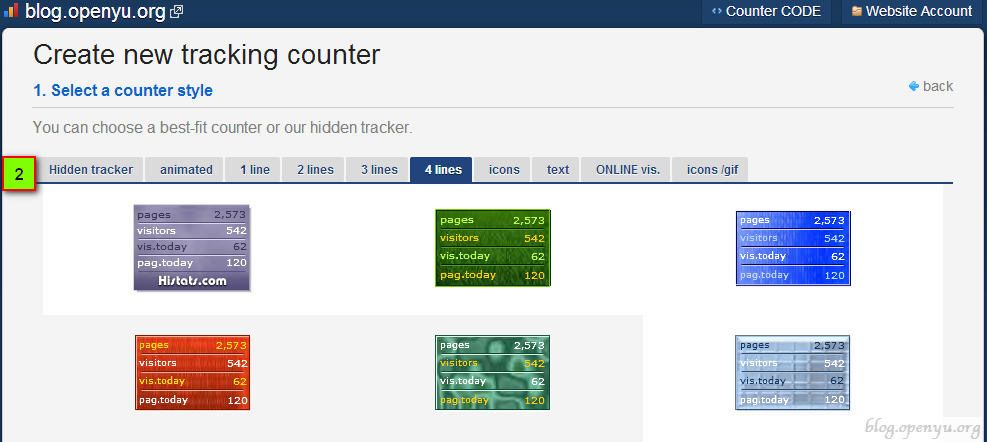 blog.openyu.org
Counter CODE
Website Account
Create new tracking counter
1. Select a counter style
back
You can choose a best-fit counter or our hidden tracker.
2
Hidden tracker animated 1 line 2 lines 3 lines 4 lines icons text ONLINE vis. icons /gif
pages 2,573
visitors 542
vis.today 62
pag.today 120
Histats.com
pages 2,573
visitors 542
vis.today 62
pag.today 120
pages 2,573
visitors 542
vis.today 62
pag.today 120
pages 2,573
visitors 542
vis.today 62
pag.today 120
pages 2,573
visitors 542
vis.today 62
pag.today 120
pages 2,573
visitors 542
vis.today 62
pag.today 120
blog.openyu.org